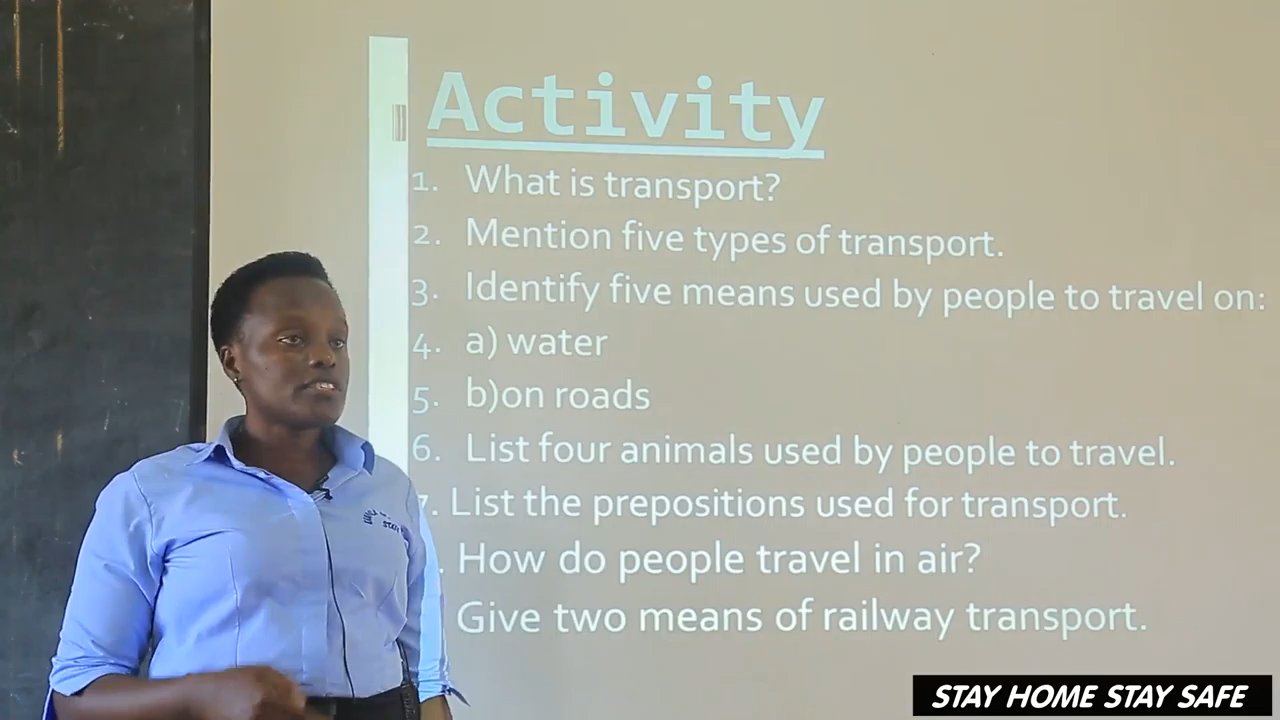 Activity
1. What is transport?
2. Mention five types of transport.
3. Identify five means used by people to travel on:
4. a) water
5. b)on roads
6. List four animals used by people to travel.
7. List the prepositions used for transport.
. How do people travel in air?
Give two means of railway transport.
STAY HOME STAY SAFE